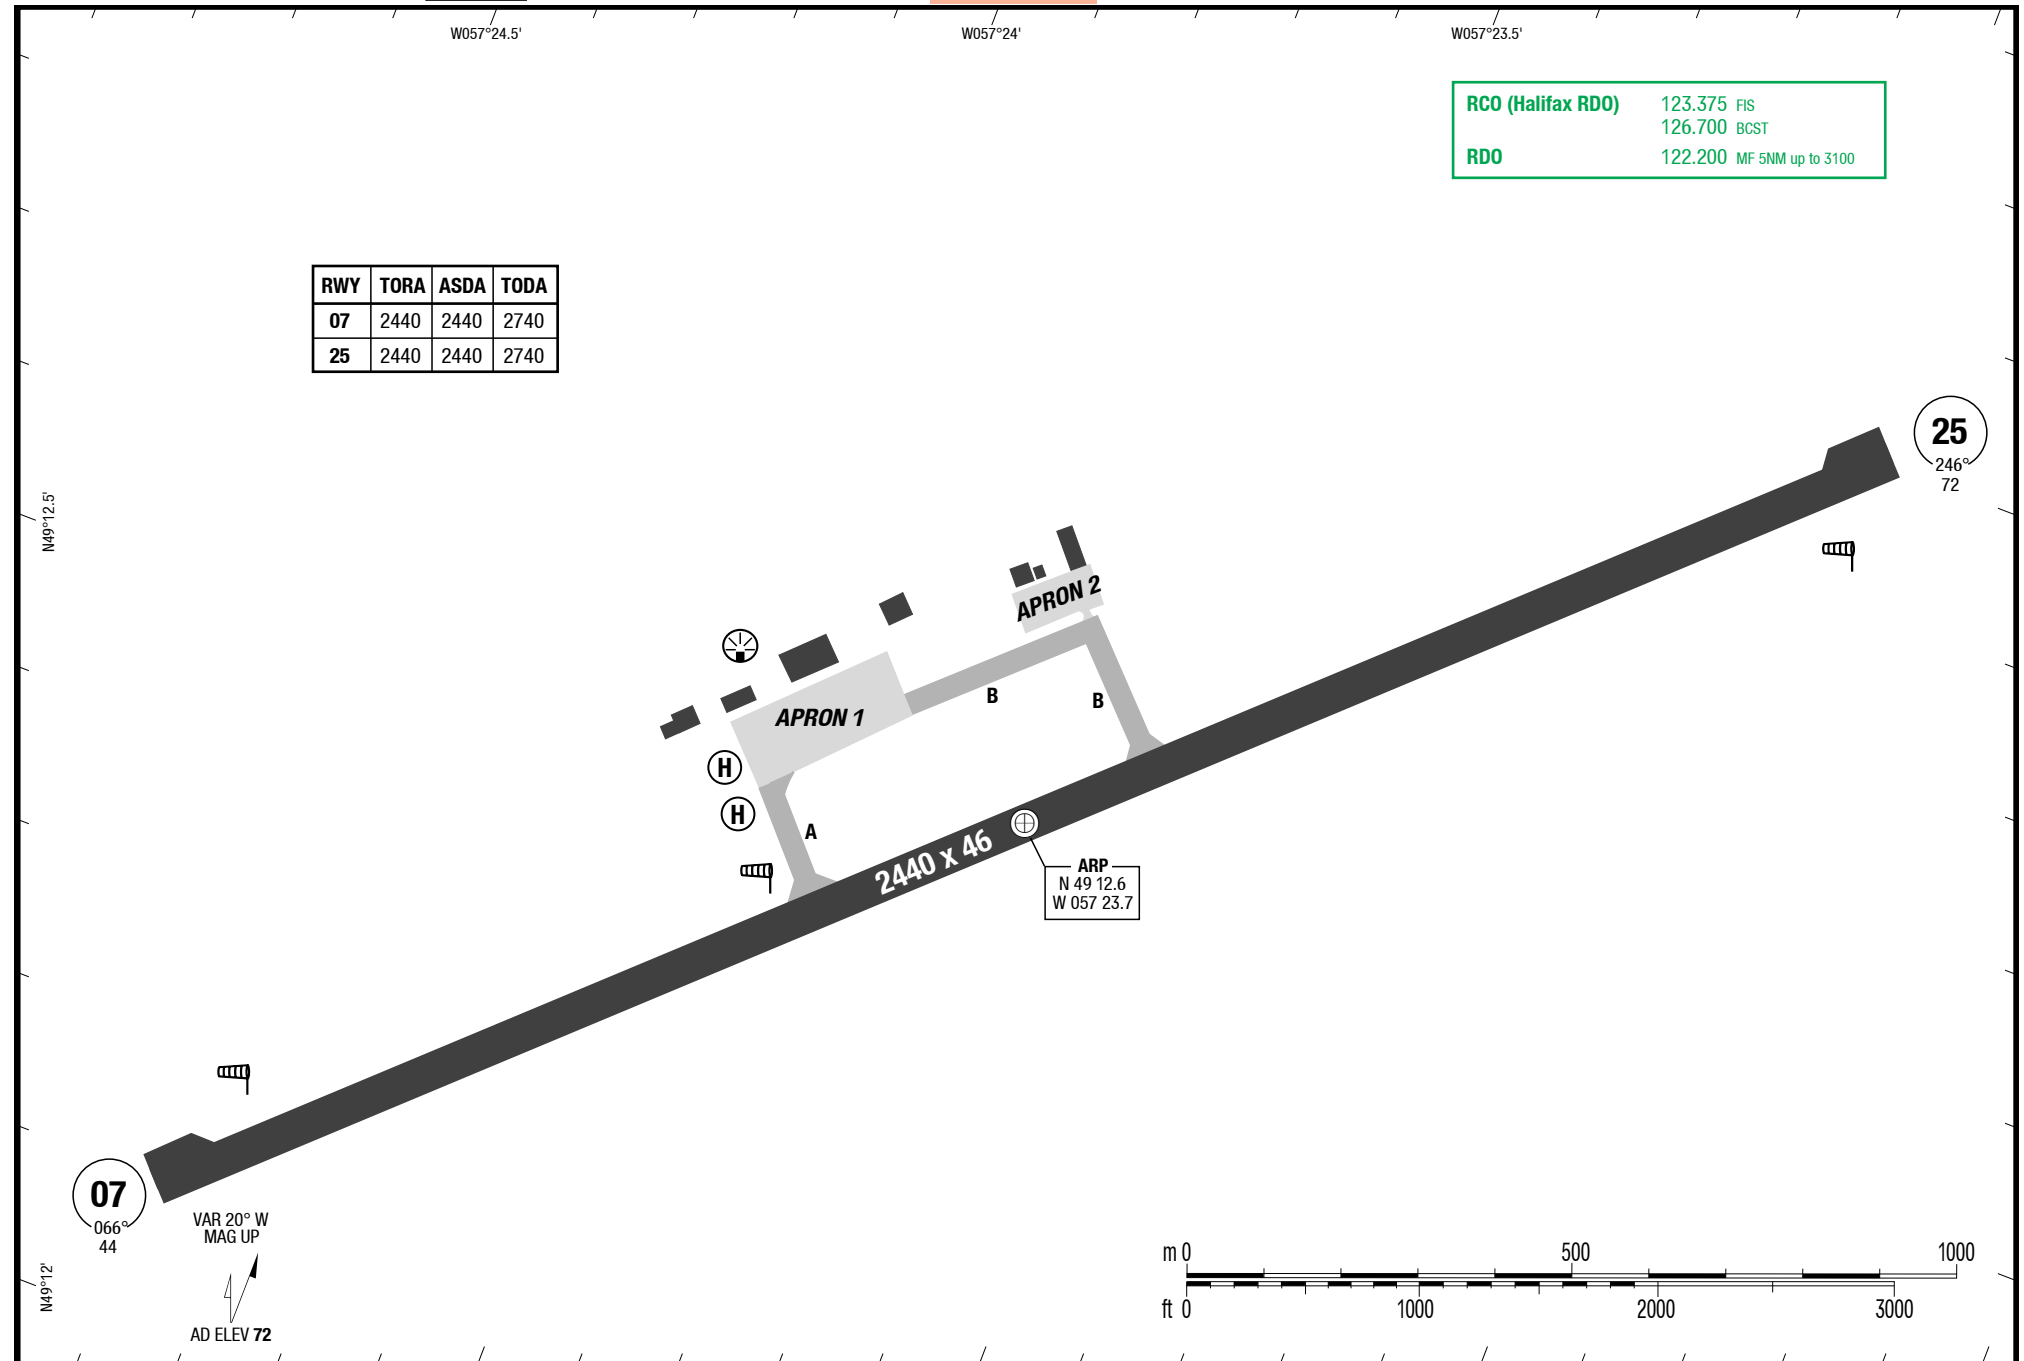 W057°24.5' W057°24' W057°23.5'
RCO (Halifax RDO) 123.375 FIS
126.700 BCST
RDO 122.200 MF 5NM up to 3100
RWY TORA ASDA TODA
07 2440 2440 2740
25 2440 2440 2740
25
246°
72
N49°12.5'
APRON 2
APRON 1
B
B
H
H
A
2440 x 46
ARP
N 49 12.6
W 057 23.7
07
066°
44
VAR 20° W
MAG UP
AD ELEV 72
N49°12'
m 0 500 1000
ft 0 1000 2000 3000